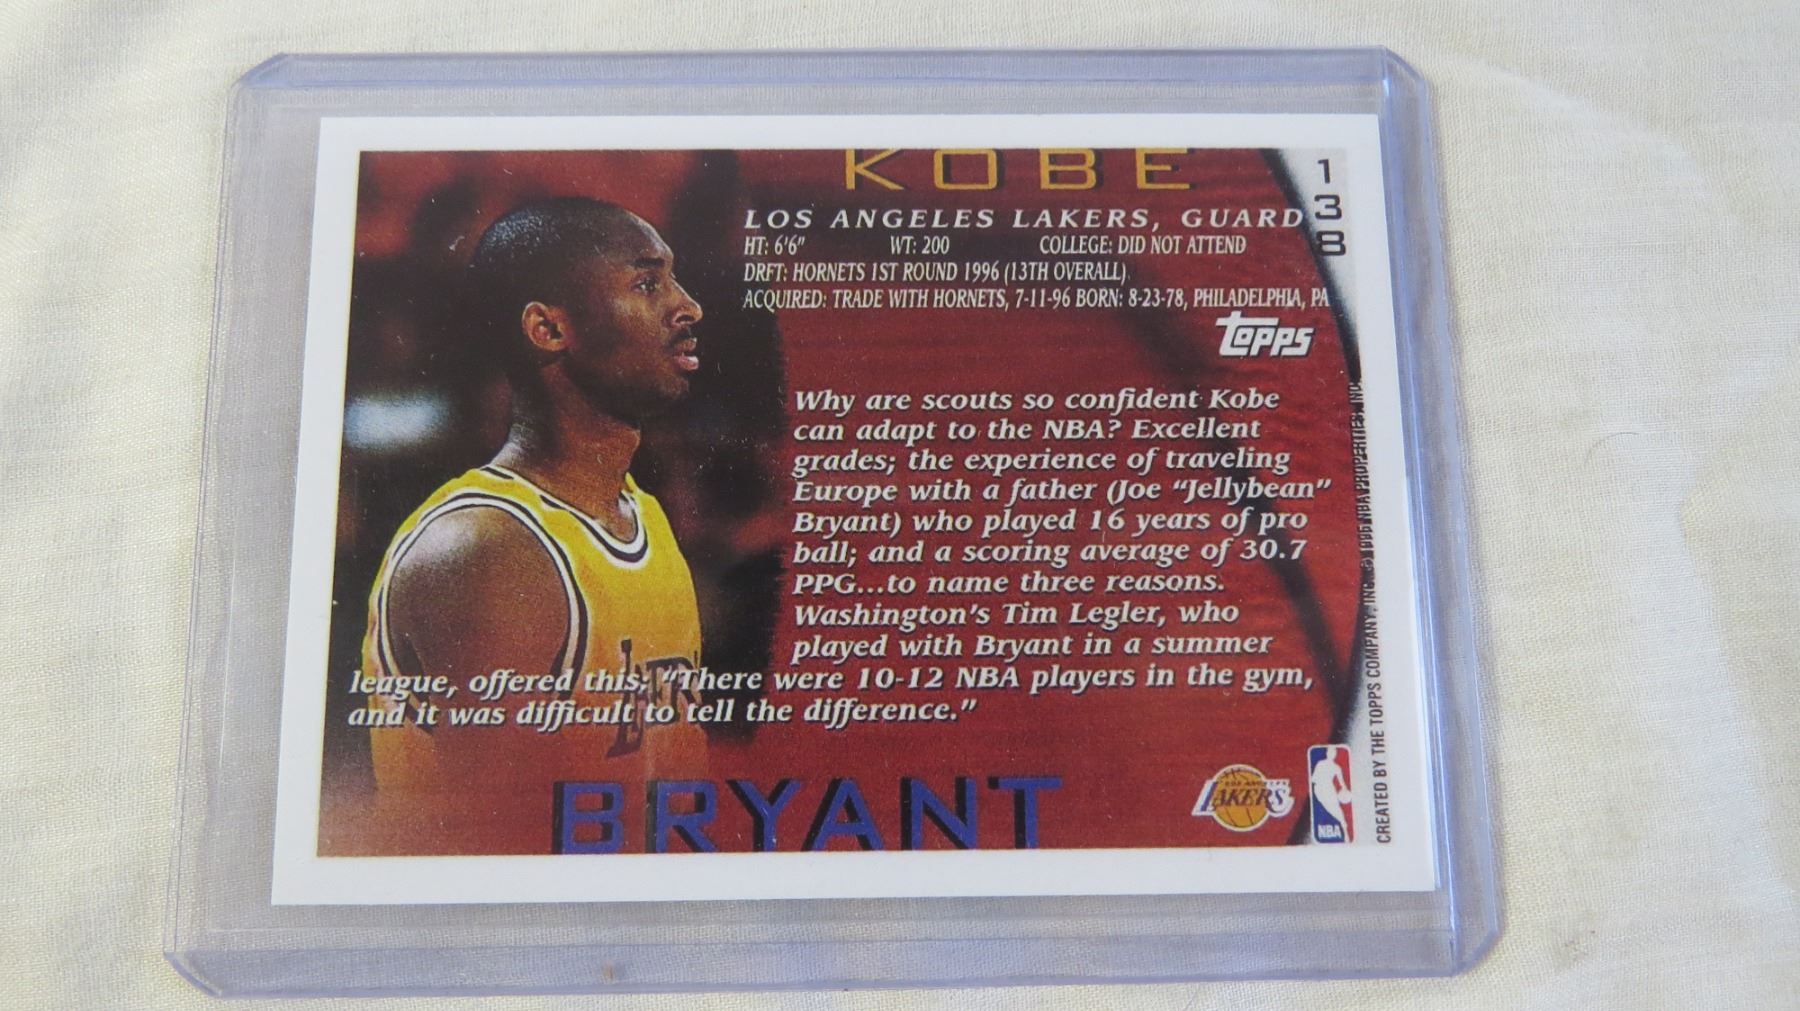 KOBE
138
LOS ANGELES LAKERS, GUARD
HT: 6'6" WT: 200 COLLEGE: DID NOT ATTEND
DRFT: HORNETS 1ST ROUND 1996 (13TH OVERALL)
ACQUIRED: TRADE WITH HORNETS, 7-11-96 BORN: 8-23-78, PHILADELPHIA, PA
TOPPS
Why are scouts so confident Kobe
can adapt to the NBA? Excellent
grades; the experience of traveling
Europe with a father (Joe "Jellybean"
Bryant) who played 16 years of pro
ball; and a scoring average of 30.7
PPG...to name three reasons.
Washington's Tim Legler, who
played with Bryant in a summer
league, offered this: "There were 10-12 NBA players in the gym,
and it was difficult to tell the difference."
BRYANT
LAKERS
NBA
CREATED BY THE TOPPS COMPANY, INC. © NBA PROPERTIES, INC.